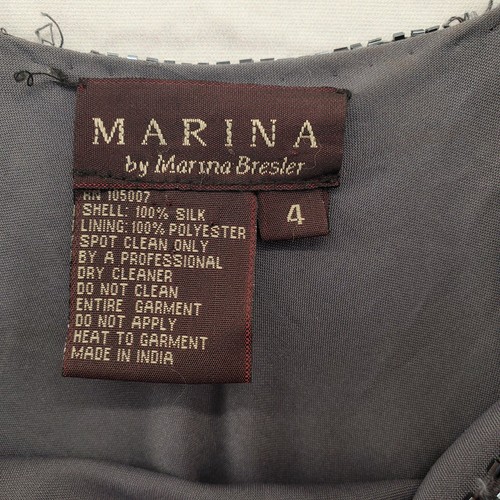 MARINA
by Marina Bresler
4
RN 105007
SHELL: 100% SILK
LINING: 100% POLYESTER
SPOT CLEAN ONLY
BY A PROFESSIONAL
DRY CLEANER
DO NOT CLEAN
ENTIRE GARMENT
DO NOT APPLY
HEAT TO GARMENT
MADE IN INDIA